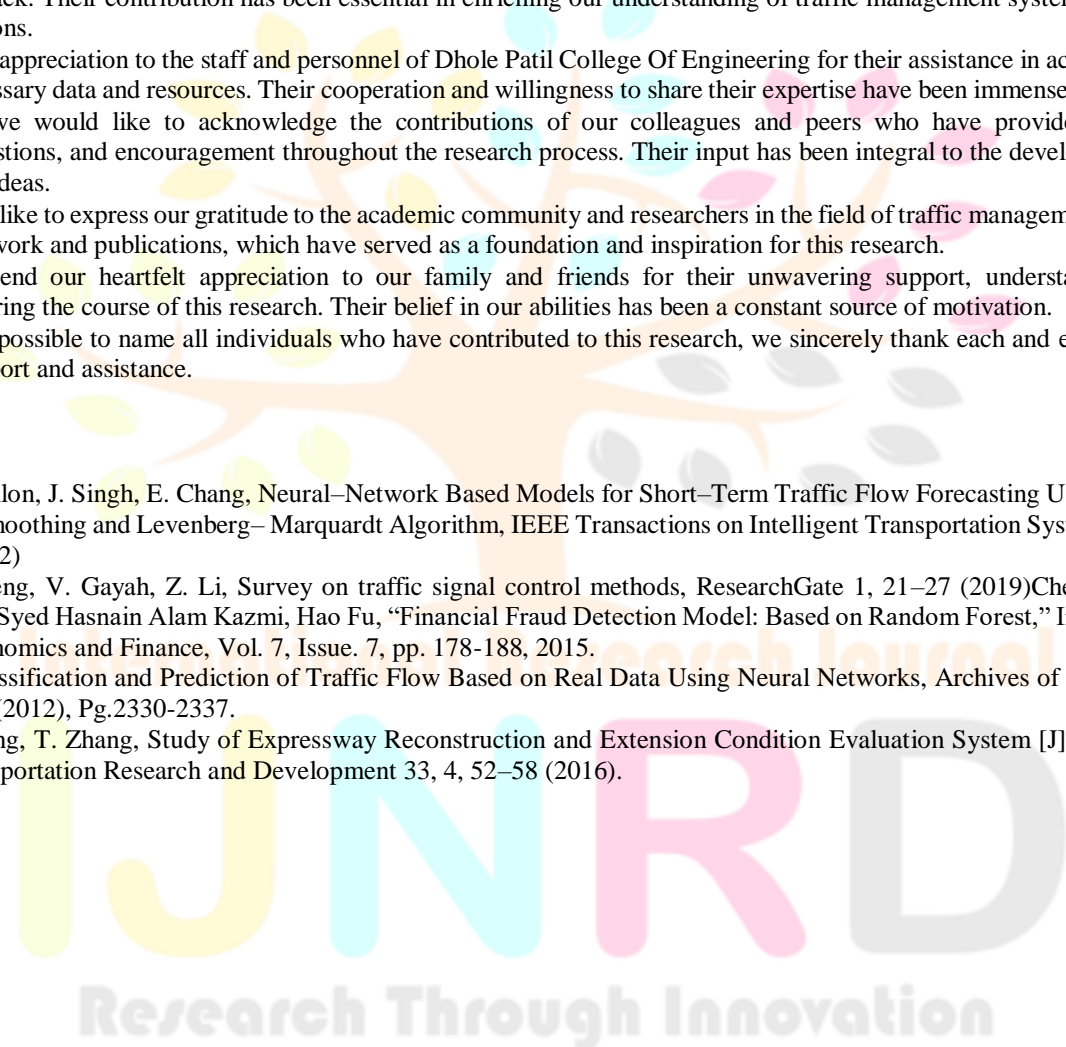 Their contribution has been essential in enriching our understanding of traffic management
ons.
appreciation to the staff and personnel of Dhole Patil College Of Engineering for their assistance in ac
ssary data and resources. Their cooperation and willingness to share their expertise have been immense
we would like to acknowledge the contributions of our colleagues and peers who have provide
stions, and encouragement throughout the research process. Their input has been integral to the devel
deas.
like to express our gratitude to the academic community and researchers in the field of traffic managem
work and publications, which have served as a foundation and inspiration for this research.
end our heartfelt appreciation to our family and friends for their unwavering support, understa
ring the course of this research. Their belief in our abilities has been a constant source of motivation.
possible to name all individuals who have contributed to this research, we sincerely thank each and e
ort and assistance.
lon, J. Singh, E. Chang, Neural–Network Based Models for Short–Term Traffic Flow Forecasting U
moothing and Levenberg– Marquardt Algorithm, IEEE Transactions on Intelligent Transportation Sys
2)
eng, V. Gayah, Z. Li, Survey on traffic signal control methods, ResearchGate 1, 21–27 (2019)Che
Syed Hasnain Alam Kazmi, Hao Fu, “Financial Fraud Detection Model: Based on Random Forest,” I
nomics and Finance, Vol. 7, Issue. 7, pp. 178-188, 2015.
International Research Journal
ssification and Prediction of Traffic Flow Based on Real Data Using Neural Networks, Archives of
(2012), Pg.2330-2337.
ng, T. Zhang, Study of Expressway Reconstruction and Extension Condition Evaluation System [J]
portation Research and Development 33, 4, 52–58 (2016).
IJNRD
Research Through Innovation